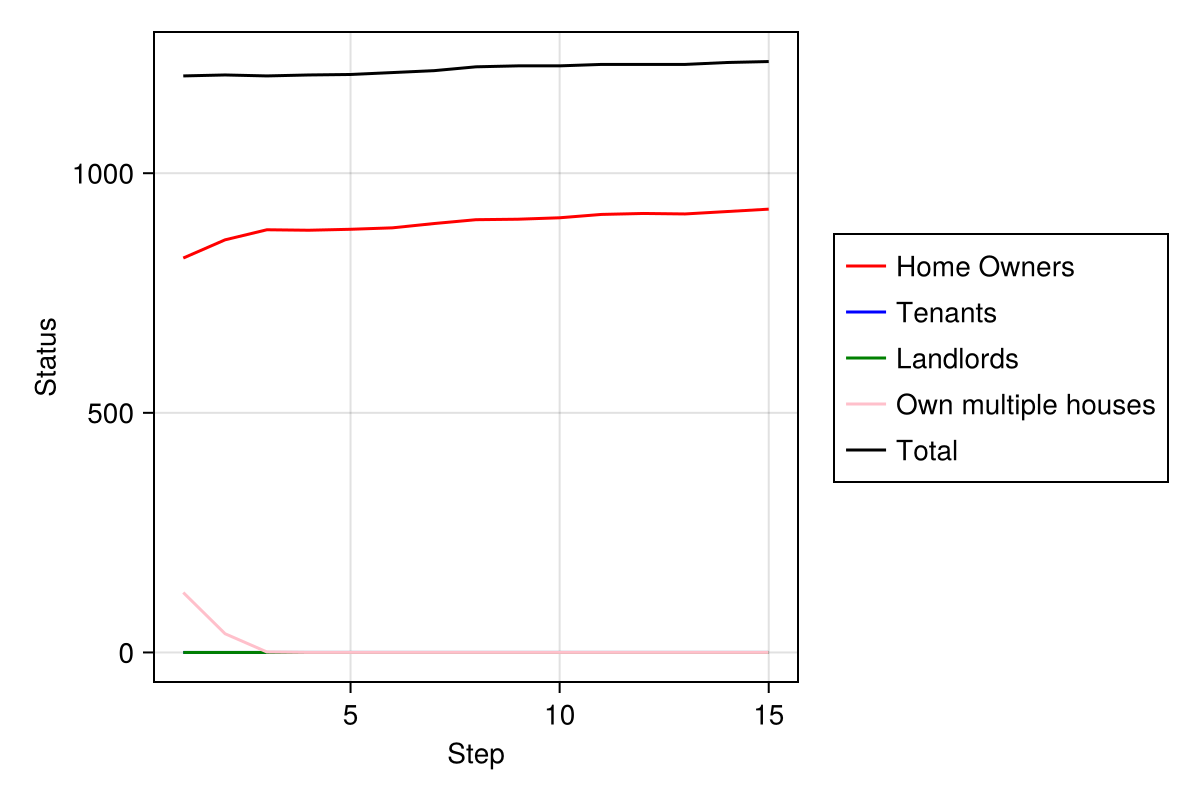 1000
500
0
Status
5
10
15
Step
Home Owners
Tenants
Landlords
Own multiple houses
Total